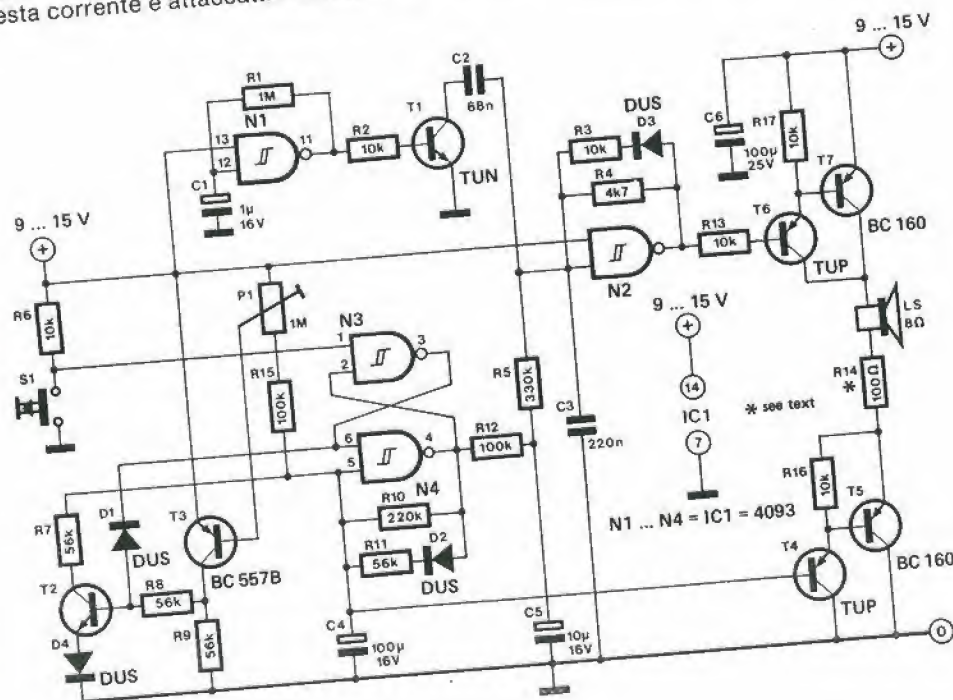 esta corrente e attaccat
9 ... 15 V
+
C2
68n
R1
1M
N1
T1
13
12
11
R2
10k
TUN
C1
1µ
16V
DUS
D3
R3
10k
R4
4k7
C6
100µ
25V
R17
10k
T7
T6
R13
10k
BC 160
TUP
N2
9 ... 15 V
+
R6
10k
S1
P1
1M
N3
1
2
3
R15
100k
R5
330k
9 ... 15 V
+
14
IC1
7
LS
8Ω
R14
100Ω
*
* see text
C3
220n
6
5
4
R12
100k
N4
R10
220k
R11
56k
D2
DUS
N1 ... N4 = IC1 = 4093
R16
10k
T5
T4
BC 160
TUP
R7
56k
D1
DUS
T3
BC 557B
T2
R8
56k
R9
56k
D4
DUS
C4
100µ
16V
C5
10µ
16V
0